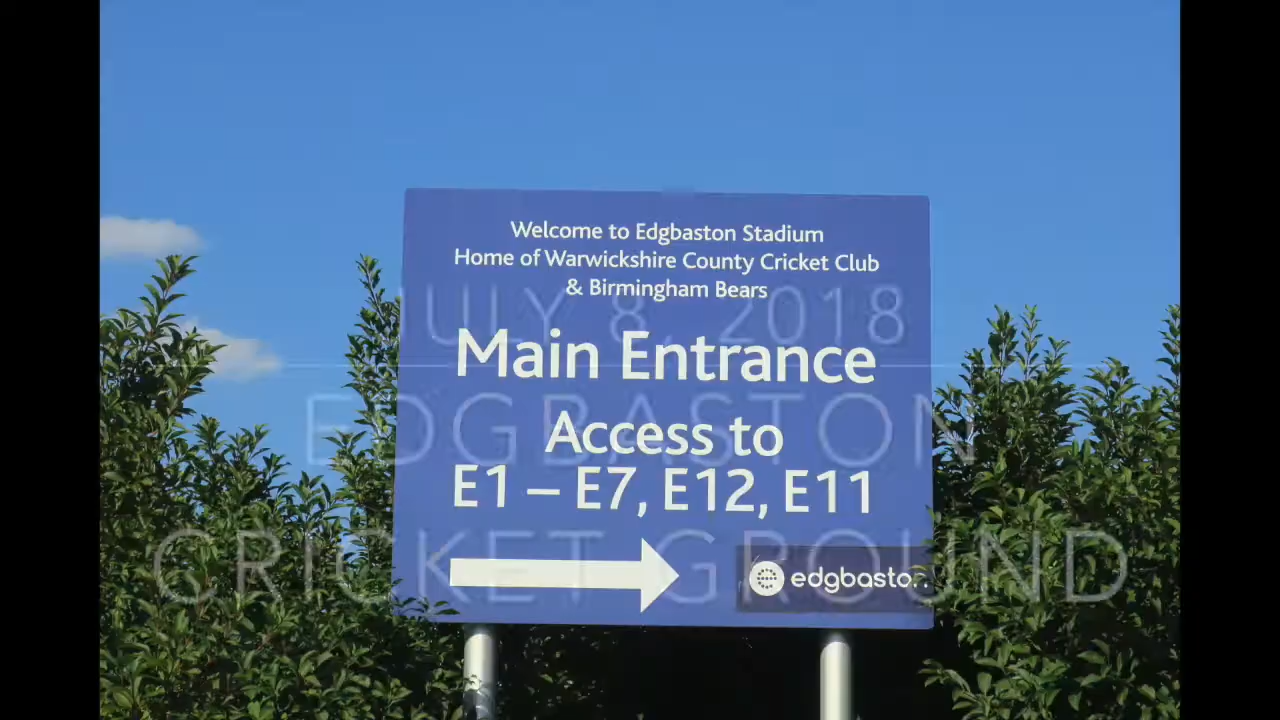 Welcome to Edgbaston Stadium
Home of Warwickshire County Cricket Club
& Birmingham Bears
JULY 8, 2018
Main Entrance
EDGBASTON
Access to
E1 – E7, E12, E11
CRICKET GROUND
edgbaston